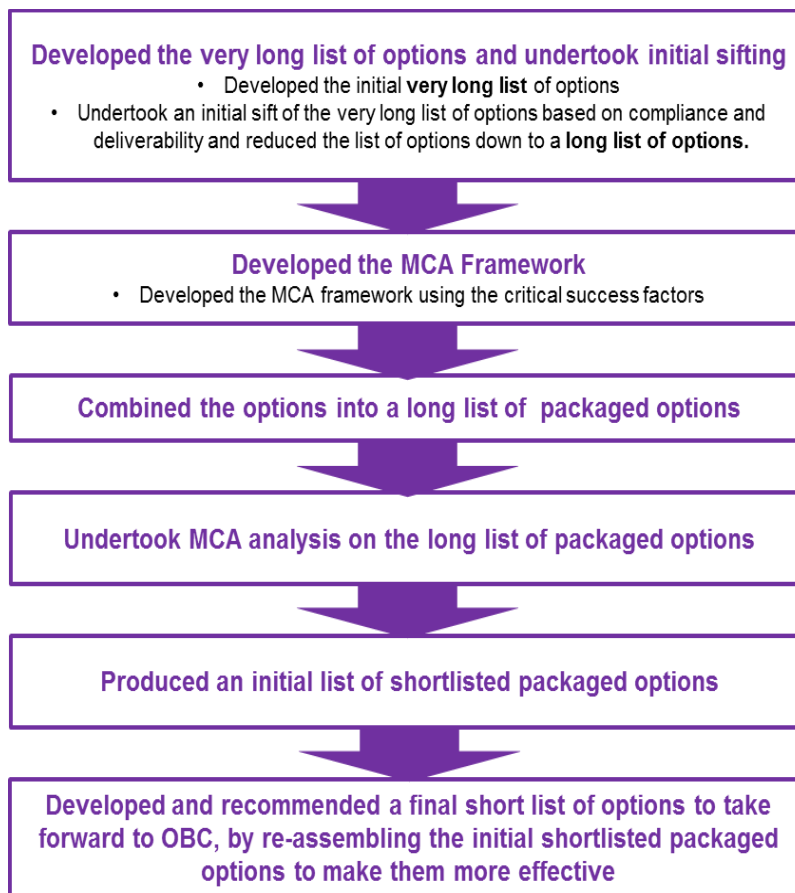 Developed the very long list of options and undertook initial sifting
• Developed the initial very long list of options
• Undertook an initial sift of the very long list of options based on compliance and
deliverability and reduced the list of options down to a long list of options.
Developed the MCA Framework
• Developed the MCA framework using the critical success factors
Combined the options into a long list of packaged options
Undertook MCA analysis on the long list of packaged options
Produced an initial list of shortlisted packaged options
Developed and recommended a final short list of options to take
forward to OBC, by re-assembling the initial shortlisted packaged
options to make them more effective